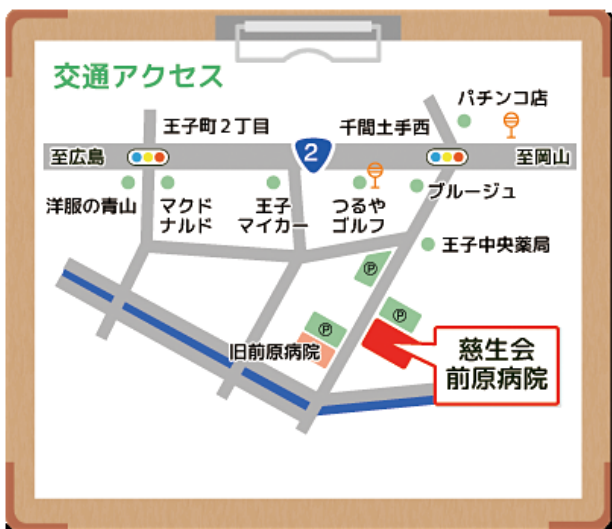 交通アクセス
パチンコ店
王子町2丁目
千間土手西
至広島
2
至岡山
洋服の青山
マクド
ナルド
王子
マイカー
つるや
ゴルフ
ブルージュ
王子中央薬局
P
P
P
旧前原病院
慈生会
前原病院